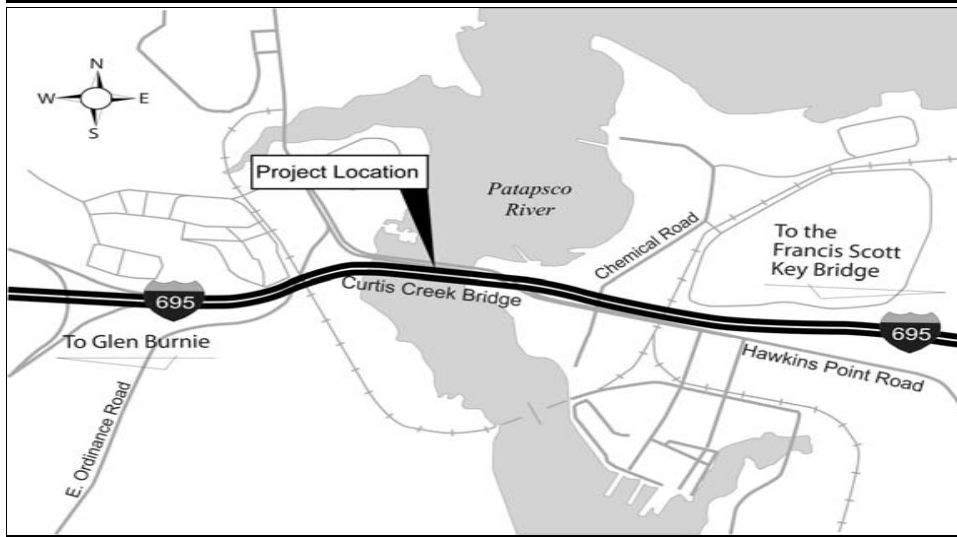 N
W E
S
Project Location
Patapsco
River
Chemical Road
To the
Francis Scott
Key Bridge
Curtis Creek Bridge
695
695
To Glen Burnie
Hawkins Point Road
E. Ordinance Road